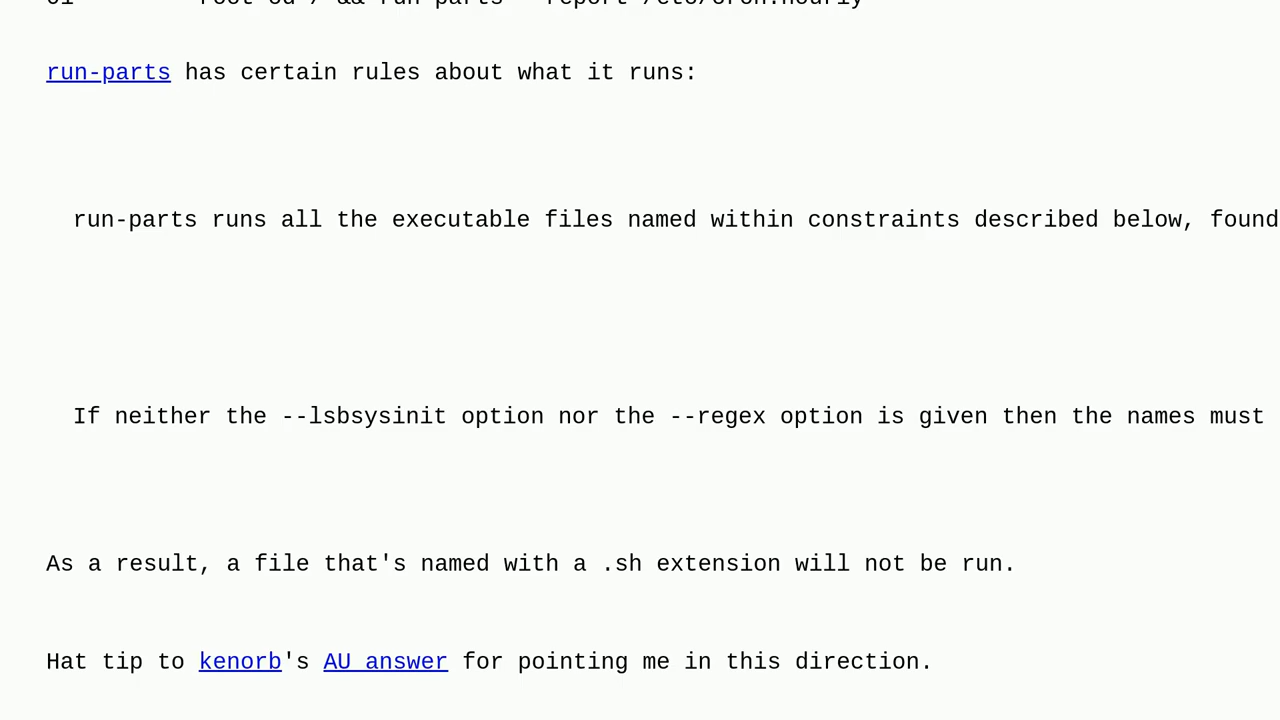 run-parts has certain rules about what it runs:
run-parts runs all the executable files named within constraints described below, found
If neither the --lsbsysinit option nor the --regex option is given then the names must
As a result, a file that's named with a .sh extension will not be run.
Hat tip to kenorb's AU answer for pointing me in this direction.